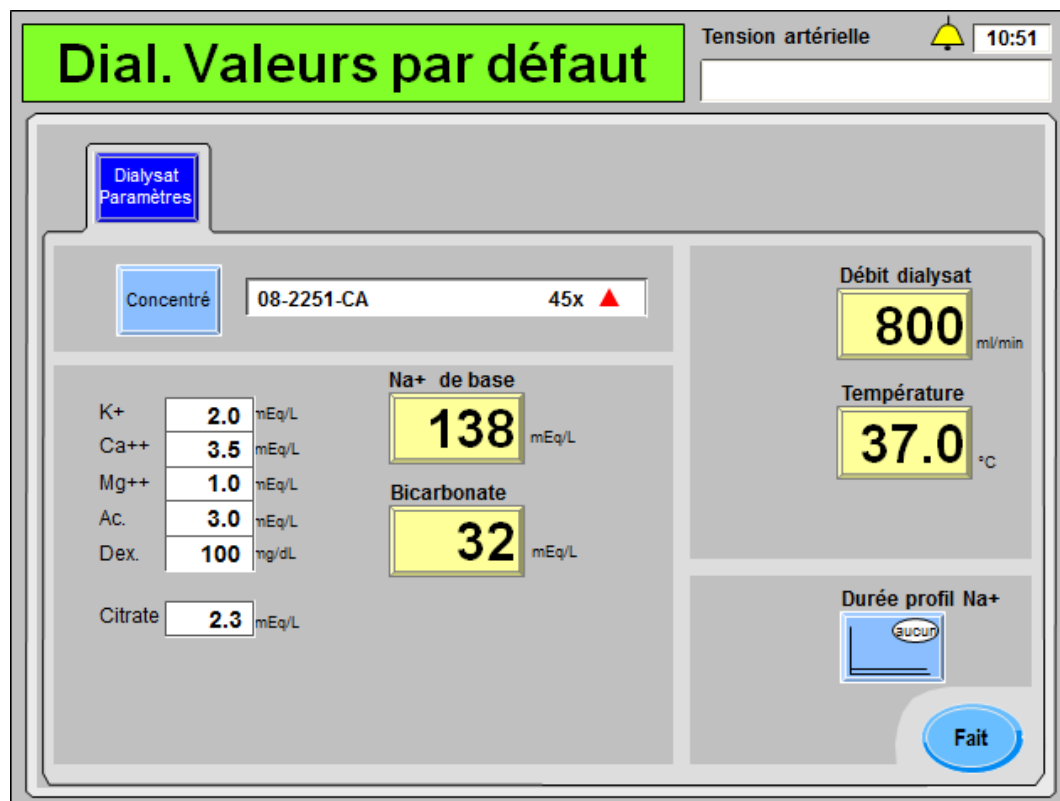 Dial. Valeurs par défaut
Tension artérielle
10:51
Dialysat
Paramètres
Concentré
08-2251-CA 45x
Débit dialysat
800 ml/min
Température
37.0 °C
Na+ de base
138 mEq/L
Bicarbonate
32 mEq/L
K+ 2.0 mEq/L
Ca++ 3.5 mEq/L
Mg++ 1.0 mEq/L
Ac. 3.0 mEq/L
Dex. 100 mg/dL
Citrate 2.3 mEq/L
Durée profil Na+
aucun
Fait